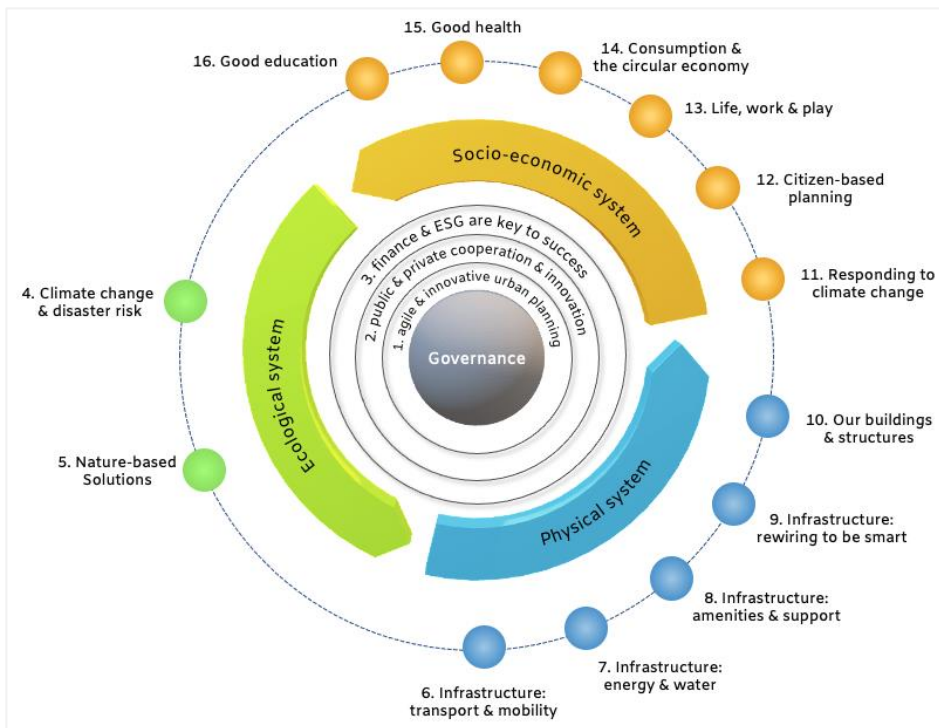 15. Good health
16. Good education
14. Consumption &
the circular economy
13. Life, work & play
12. Citizen-based
planning
11. Responding to
climate change
Socio-economic system
3. finance & ESG are key to success
2. public & private cooperation & innovation
1. agile & innovative urban planning
Governance
4. Climate change
& disaster risk
Ecological system
5. Nature-based
Solutions
Physical system
10. Our buildings
& structures
9. Infrastructure:
rewiring to be smart
8. Infrastructure:
amenities & support
7. Infrastructure:
energy & water
6. Infrastructure:
transport & mobility